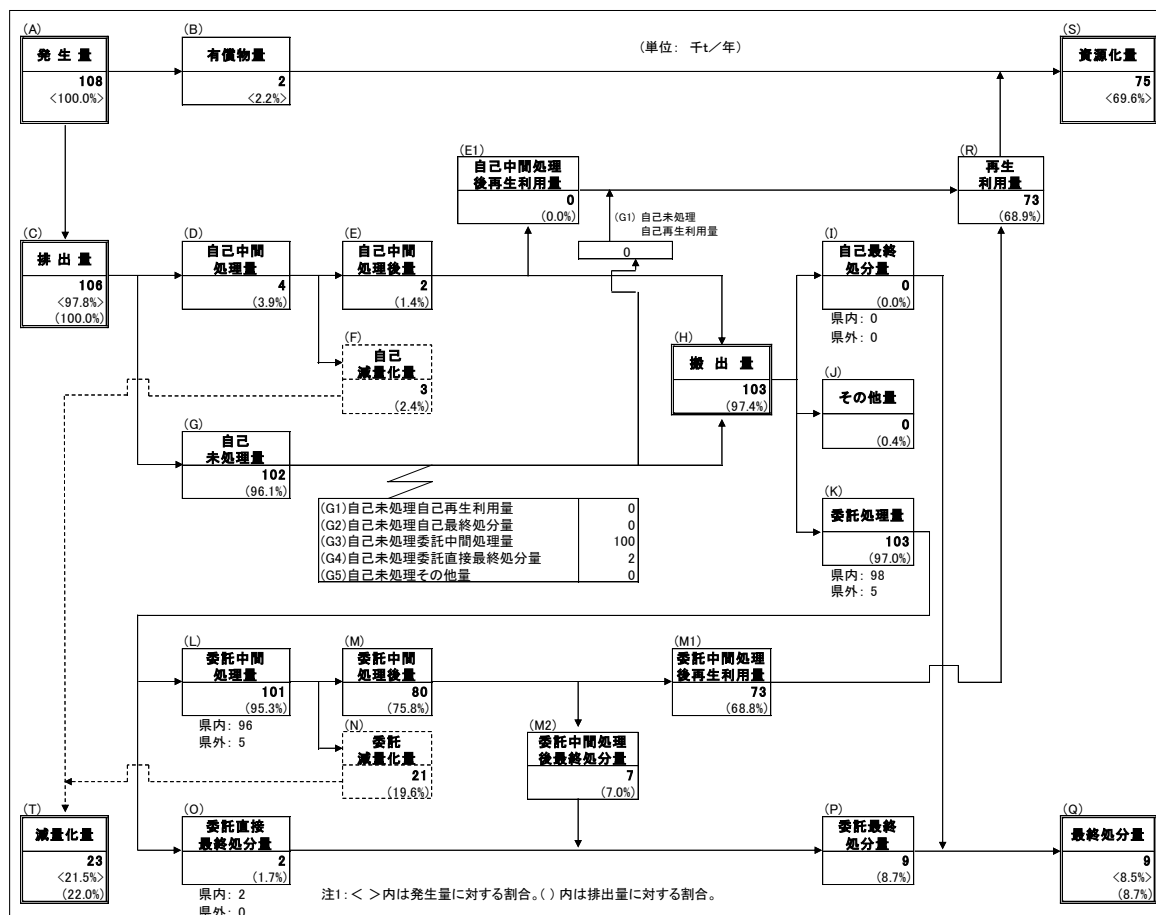 (A)
発生量
108
<100.0%>
(B)
有償物量
2
<2.2%>
(単位： 千t／年)
(S)
資源化量
75
<69.6%>
(E1)
自己中間処理
後再生利用量
0
(0.0%)
(R)
再生
利用量
73
(68.9%)
(G1) 自己未処理
自己再生利用量
0
(C)
排出量
106
<97.8%>
(100.0%)
(D)
自己中間
処理量
4
(3.9%)
(E)
自己中間
処理後量
2
(1.4%)
(I)
自己最終
処分量
0
(0.0%)
県内： 0
県外： 0
(F)
自己
減量化量
3
(2.4%)
(H)
搬出量
103
(97.4%)
(J)
その他量
0
(0.4%)
(G)
自己
未処理量
102
(96.1%)
(G1)自己未処理自己再生利用量 0
(G2)自己未処理自己最終処分量 0
(G3)自己未処理委託中間処理量 100
(G4)自己未処理委託直接最終処分量 2
(G5)自己未処理その他量 0
(K)
委託処理量
103
(97.0%)
県内： 98
県外： 5
(L)
委託中間
処理量
101
(95.3%)
県内： 96
県外： 5
(M)
委託中間
処理後量
80
(75.8%)
(M1)
委託中間処理
後再生利用量
73
(68.8%)
(N)
委託
減量化量
21
(19.6%)
(M2)
委託中間処理
後最終処分量
7
(7.0%)
(T)
減量化量
23
<21.5%>
(22.0%)
(O)
委託直接
最終処分量
2
(1.7%)
県内： 2
県外： 0
(P)
委託最終
処分量
9
(8.7%)
(Q)
最終処分量
9
<8.5%>
(8.7%)
注1：< >内は発生量に対する割合。( )内は排出量に対する割合。